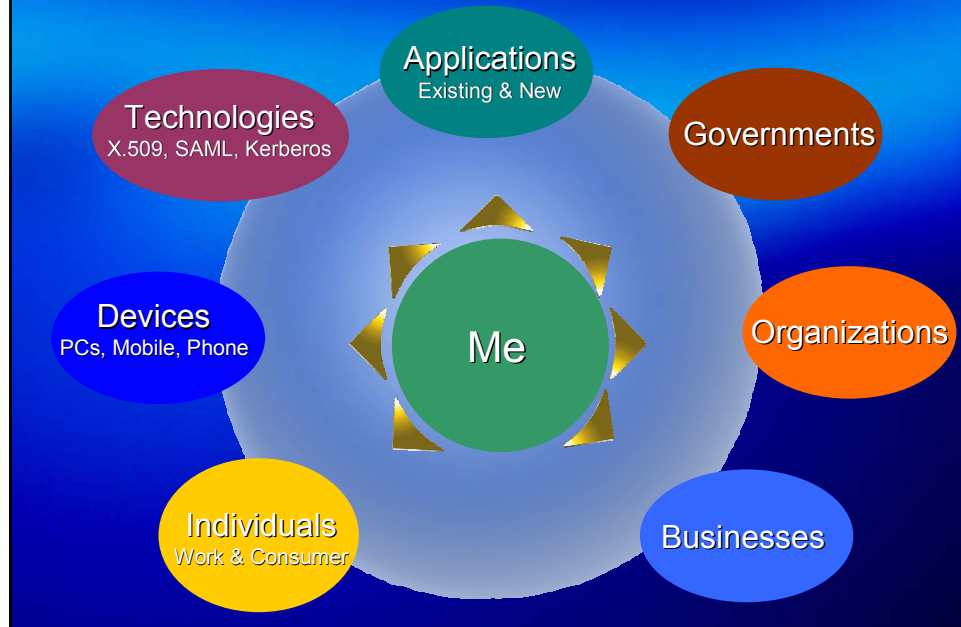 Applications
Existing & New
Technologies
X.509, SAML, Kerberos
Governments
Devices
PCs, Mobile, Phone
Me
Organizations
Individuals
Work & Consumer
Businesses